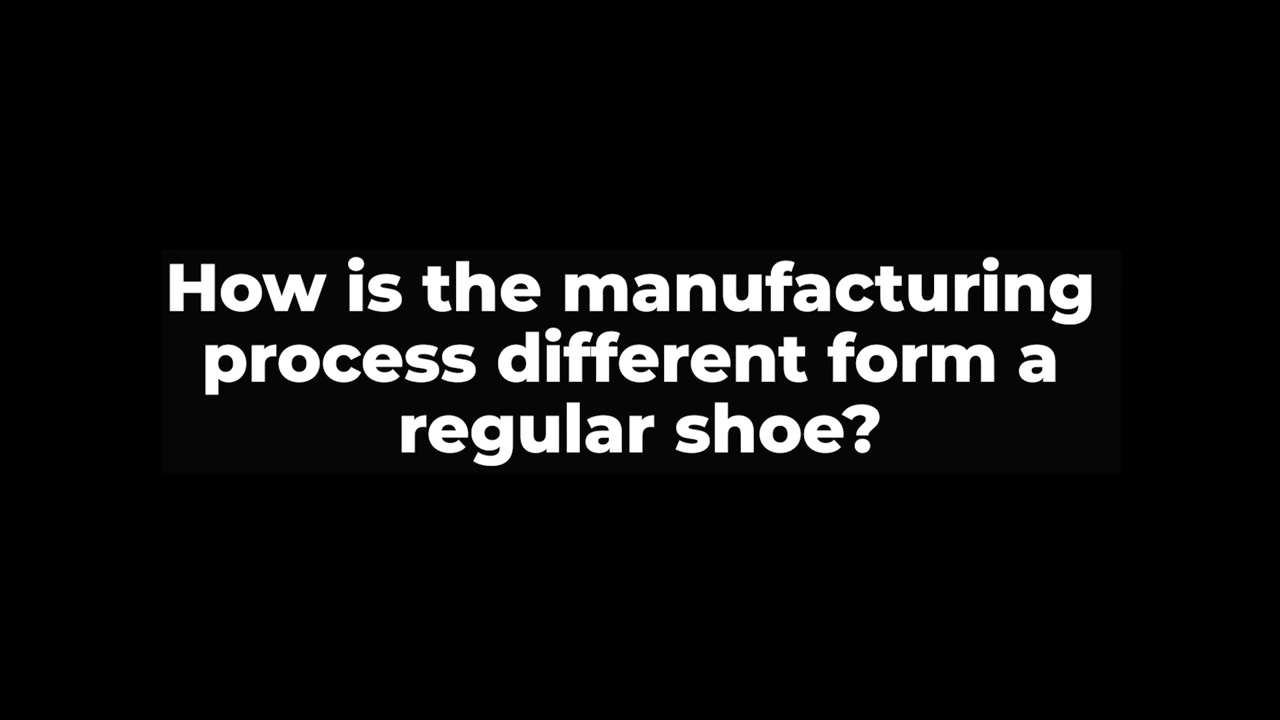 How is the manufacturing
process different form a
regular shoe?